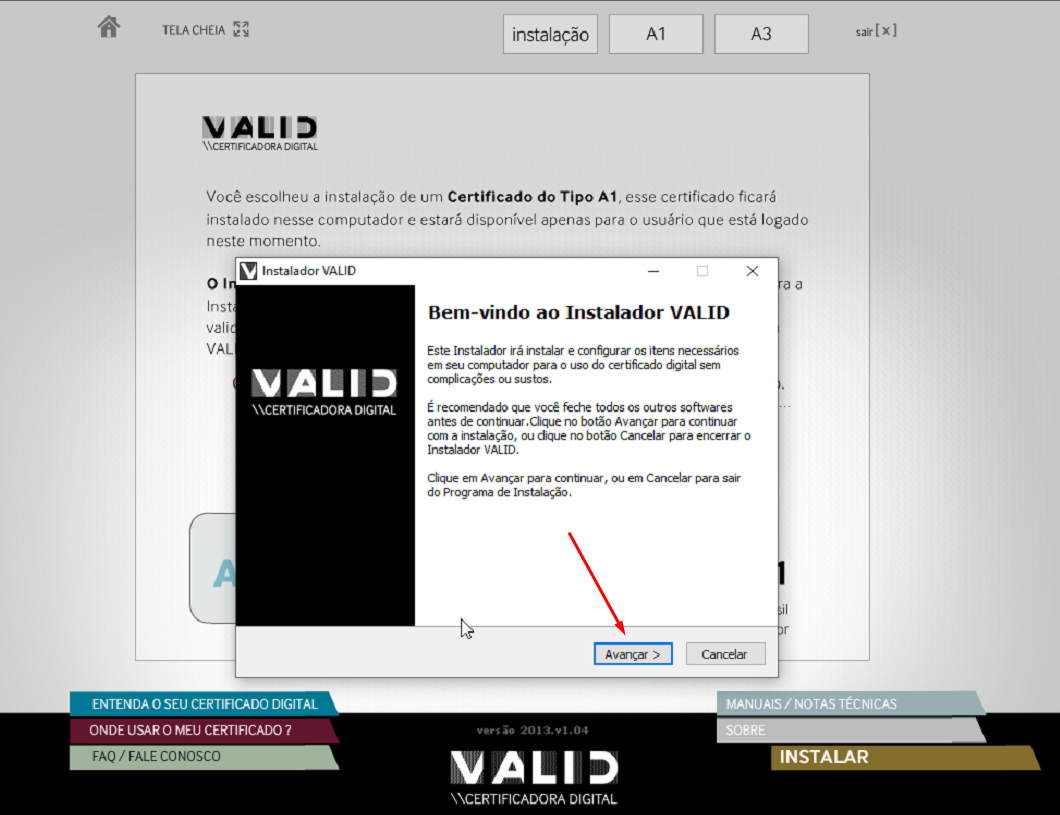 TELA CHEIA
instalação
A1
A3
sair [x]
VALID
\\CERTIFICADORA DIGITAL
Você escolheu a instalação de um Certificado do Tipo A1, esse certificado ficará
instalado nesse computador e estará disponível apenas para o usuário que está logado
neste momento.
Instalador VALID
O In
ra a
Insta
valid
VALI
Bem-vindo ao Instalador VALID
Este Instalador irá instalar e configurar os itens necessários
em seu computador para o uso do certificado digital sem
complicações ou sustos.
É recomendado que você feche todos os outros softwares
antes de continuar.Clique no botão Avançar para continuar
com a instalação, ou clique no botão Cancelar para encerrar o
Instalador VALID.
Clique em Avançar para continuar, ou em Cancelar para sair
do Programa de Instalação.
VALID
\\CERTIFICADORA DIGITAL
A
1
sil
or
Avançar >
Cancelar
ENTENDA O SEU CERTIFICADO DIGITAL
ONDE USAR O MEU CERTIFICADO ?
FAQ / FALE CONOSCO
versão 2013.v1.04
VALID
\\CERTIFICADORA DIGITAL
MANUAIS / NOTAS TÉCNICAS
SOBRE
INSTALAR